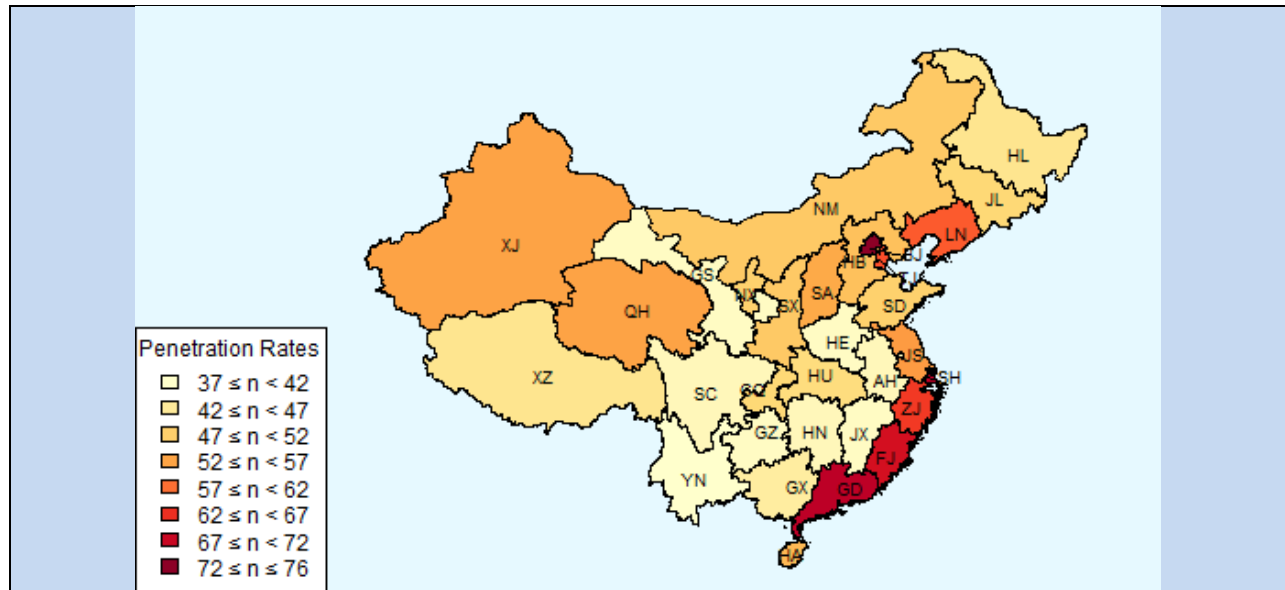 HL
JL
NM
LN
XJ
BJ
HB
TJ
GS
NX
SX
SA
SD
QH
HE
JS
XZ
HU
AH
SH
SC
CQ
ZJ
GZ
HN
JX
FJ
YN
GX
GD
HA
Penetration Rates
37 ≤ n < 42
42 ≤ n < 47
47 ≤ n < 52
52 ≤ n < 57
57 ≤ n < 62
62 ≤ n < 67
67 ≤ n < 72
72 ≤ n ≤ 76